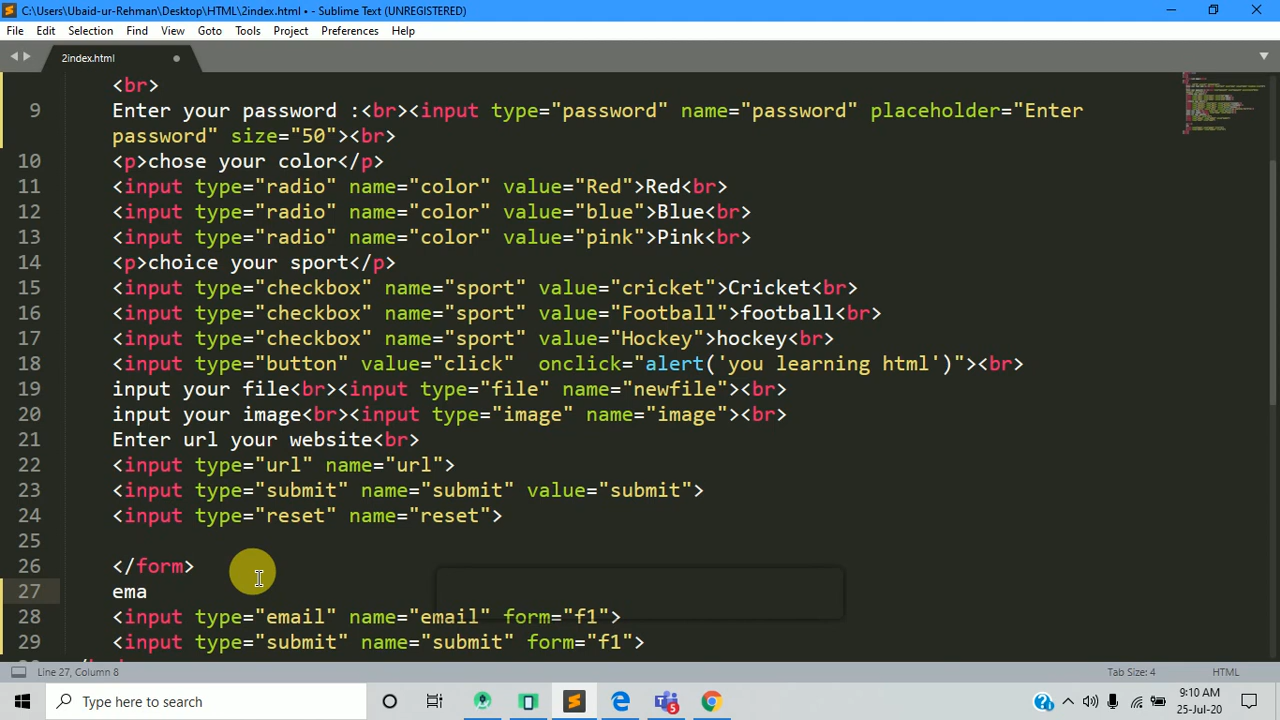 C:\Users\Ubaid-ur-Rehman\Desktop\HTML\2index.html • - Sublime Text (UNREGISTERED)
File Edit Selection Find View Goto Tools Project Preferences Help
2index.html
<br>
9 Enter your password :<br><input type="password" name="password" placeholder="Enter
password" size="50"><br>
10 <p>chose your color</p>
11 <input type="radio" name="color" value="Red">Red<br>
12 <input type="radio" name="color" value="blue">Blue<br>
13 <input type="radio" name="color" value="pink">Pink<br>
14 <p>choice your sport</p>
15 <input type="checkbox" name="sport" value="cricket">Cricket<br>
16 <input type="checkbox" name="sport" value="Football">football<br>
17 <input type="checkbox" name="sport" value="Hockey">hockey<br>
18 <input type="button" value="click"  onclick="alert('you learning html')"><br>
19 input your file<br><input type="file" name="newfile"><br>
20 input your image<br><input type="image" name="image"><br>
21 Enter url your website<br>
22 <input type="url" name="url">
23 <input type="submit" name="submit" value="submit">
24 <input type="reset" name="reset">
25
26 </form>
27 ema
28 <input type="email" name="email" form="f1">
29 <input type="submit" name="submit" form="f1">
Line 27, Column 8 Tab Size: 4 HTML
Type here to search 5 9:10 AM
25-Jul-20